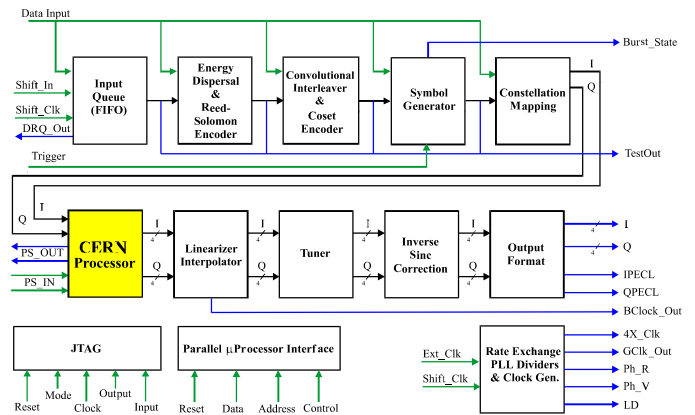 Data Input
Burst_State
Shift_In
Shift_Clk
DRQ_Out
Trigger
Input
Queue
(FIFO)
Energy
Dispersal
&
Reed-
Solomon
Encoder
Convolutional
Interleaver
&
Coset
Encoder
Symbol
Generator
Constellation
Mapping
I
Q
TestOut
I
Q
PS_OUT
PS_IN
CERN
Processor
I
4
Q
4
Linearizer
Interpolator
I
4
Q
4
Tuner
I
4
Q
4
Inverse
Sinc
Correction
I
4
Q
4
Output
Format
4
I
4
Q
IPECL
QPECL
BClock_Out
JTAG
Reset
Mode
Clock
Output
Input
Parallel μProcessor Interface
Reset
Data
Address
Control
Ext_Clk
Shift_Clk
Rate Exchange
PLL Dividers
& Clock Gen.
4X_Clk
GClk_Out
Ph_R
Ph_V
LD